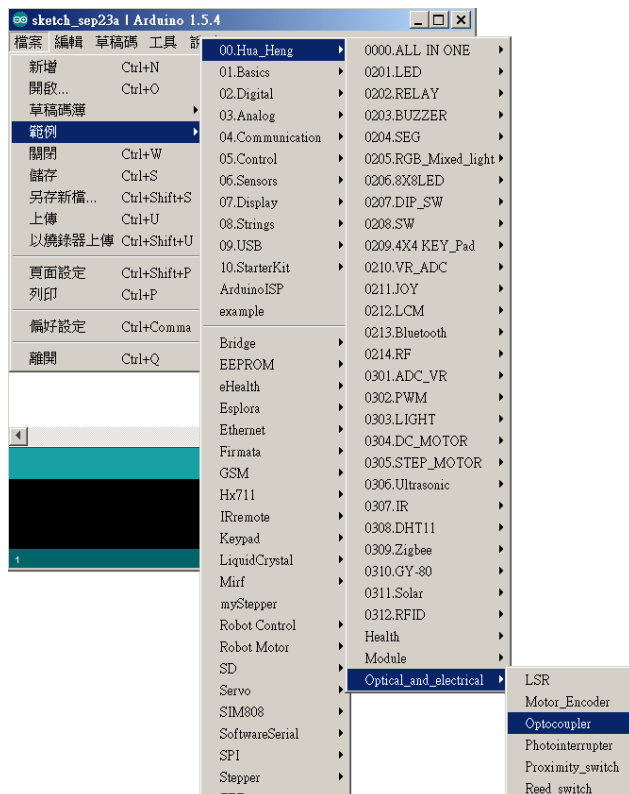 sketch_sep23a | Arduino 1.5.4
檔案 編輯 草稿碼 工具
新增 Ctrl+N
開啟... Ctrl+O
草稿碼簿
範例
關閉 Ctrl+W
儲存 Ctrl+S
另存新檔... Ctrl+Shift+S
上傳 Ctrl+U
以燒錄器上傳 Ctrl+Shift+U
頁面設定 Ctrl+Shift+P
列印 Ctrl+P
偏好設定 Ctrl+Comma
離開 Ctrl+Q
1
00.Hua_Heng
01.Basics
02.Digital
03.Analog
04.Communication
05.Control
06.Sensors
07.Display
08.Strings
09.USB
10.StarterKit
ArduinoISP
example
Bridge
EEPROM
eHealth
Esplora
Ethernet
Firmata
GSM
Hx711
IRremote
Keypad
LiquidCrystal
Mirf
myStepper
Robot Control
Robot Motor
SD
Servo
SIM808
SoftwareSerial
SPI
Stepper
0000.ALL IN ONE
0201.LED
0202.RELAY
0203.BUZZER
0204.SEG
0205.RGB_Mixed_light
0206.8X8LED
0207.DIP_SW
0208.SW
0209.4X4 KEY_Pad
0210.VR_ADC
0211.JOY
0212.LCM
0213.Bluetooth
0214.RF
0301.ADC_VR
0302.PWM
0303.LIGHT
0304.DC_MOTOR
0305.STEP_MOTOR
0306.Ultrasonic
0307.IR
0308.DHT11
0309.Zigbee
0310.GY-80
0311.Solar
0312.RFID
Health
Module
Optical_and_electrical
LSR
Motor_Encoder
Optocoupler
Photointerrupter
Proximity_switch
Reed_switch